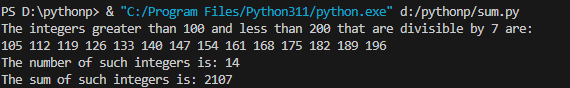 PS D:\pythonp> & "C:/Program Files/Python311/python.exe" d:/pythonp/sum.py
The integers greater than 100 and less than 200 that are divisible by 7 are:
105 112 119 126 133 140 147 154 161 168 175 182 189 196
The number of such integers is: 14
The sum of such integers is: 2107